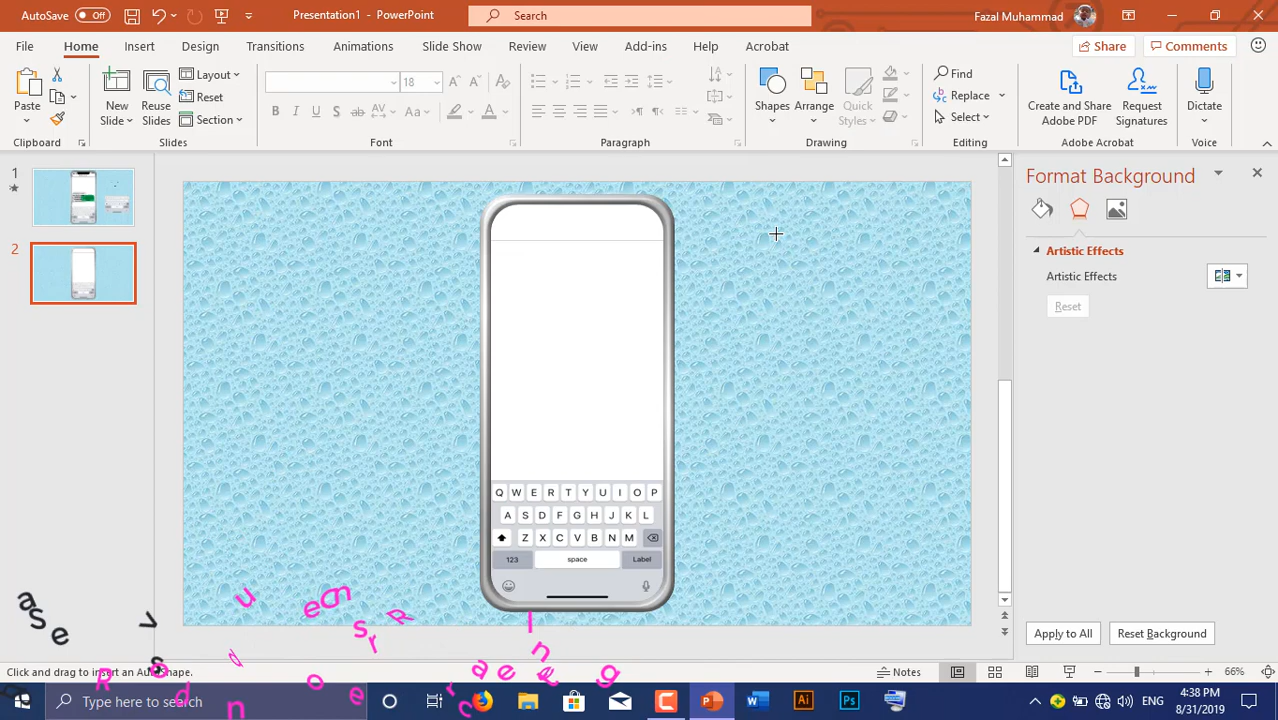 AutoSave Off
Presentation1 - PowerPoint
Search
Fazal Muhammad
File Home Insert Design Transitions Animations Slide Show Review View Add-ins Help Acrobat
Share Comments
Paste
New Slide
Reuse Slides
Layout
Reset
Section
18
Shapes
Arrange
Quick Styles
Find
Replace
Select
Create and Share Adobe PDF
Request Signatures
Dictate
Clipboard Slides Font Paragraph Drawing Editing Adobe Acrobat Voice
1
2
Format Background
Artistic Effects
Artistic Effects
Reset
Q W E R T Y U I O P
A S D F G H J K L
Z X C V B N M
123 space Label
Apply to All Reset Background
Click and drag to insert an AutoShape.
Notes
66%
Type here to search
ENG
4:38 PM
8/31/2019